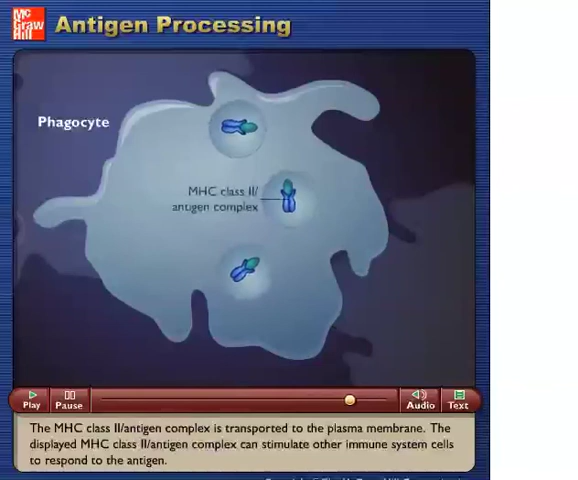 Mc
Graw
Hill
Antigen Processing
Phagocyte
MHC class II/
antigen complex
Play
Pause
Audio
Text
The MHC class II/antigen complex is transported to the plasma membrane. The
displayed MHC class II/antigen complex can stimulate other immune system cells
to respond to the antigen.